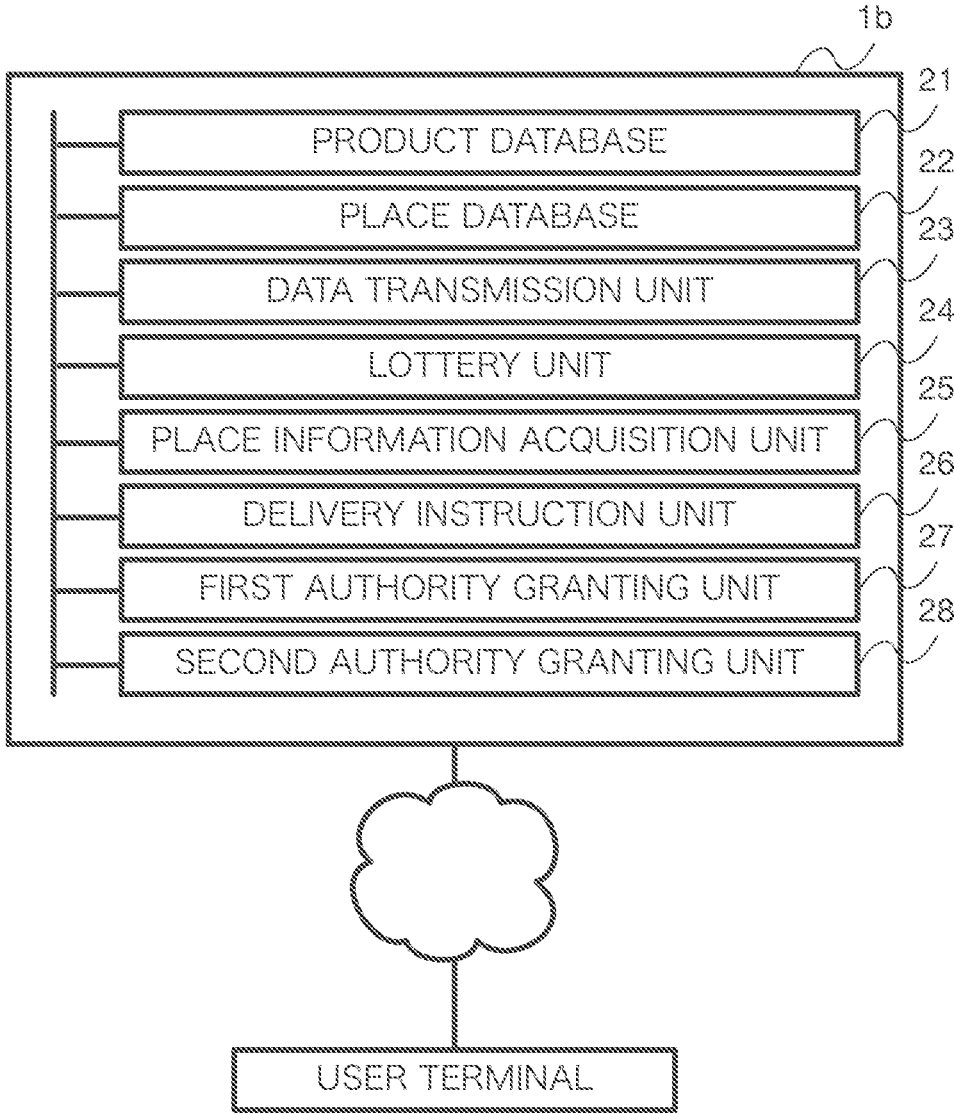 1b
PRODUCT DATABASE 21
PLACE DATABASE 22
DATA TRANSMISSION UNIT 23
LOTTERY UNIT 24
PLACE INFORMATION ACQUISITION UNIT 25
DELIVERY INSTRUCTION UNIT 26
FIRST AUTHORITY GRANTING UNIT 27
SECOND AUTHORITY GRANTING UNIT 28
USER TERMINAL